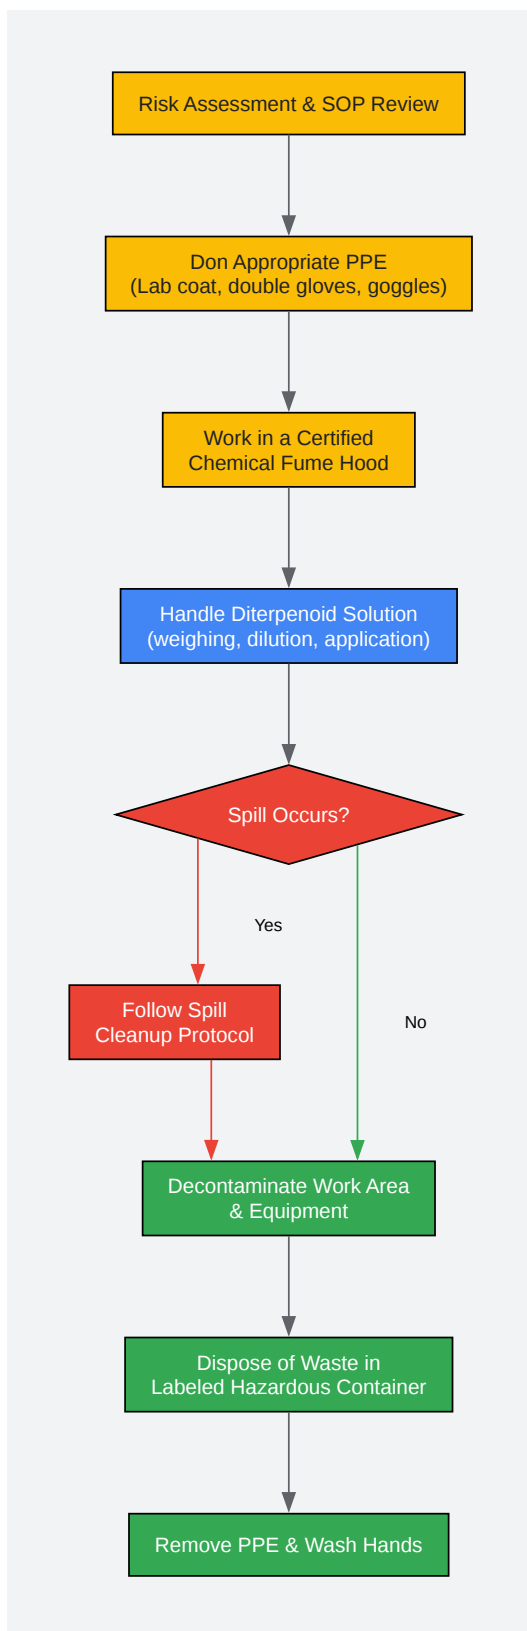 Risk Assessment & SOP Review
Don Appropriate PPE
(Lab coat, double gloves, goggles)
Work in a Certified
Chemical Fume Hood
Handle Diterpenoid Solution
(weighing, dilution, application)
Spill Occurs?
Yes
Follow Spill
Cleanup Protocol
No
Decontaminate Work Area
& Equipment
Dispose of Waste in
Labeled Hazardous Container
Remove PPE & Wash Hands